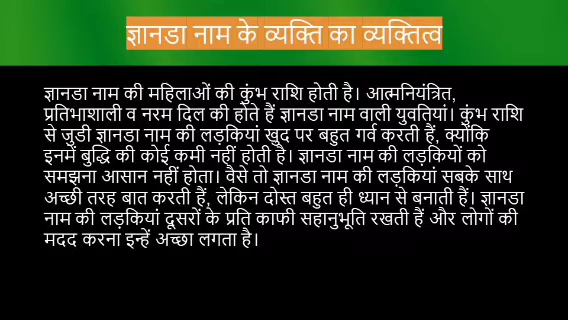 ज्ञानडा नाम के व्यक्ति का व्यक्तित्व
ज्ञानडा नाम की महिलाओं की कुंभ राशि होती है। आत्मनियंत्रित,
प्रतिभाशाली व नरम दिल की होते हैं ज्ञानडा नाम वाली युवतियां। कुंभ राशि
से जुडी ज्ञानडा नाम की लड़कियां खुद पर बहुत गर्व करती हैं, क्योंकि
इनमें बुद्धि की कोई कमी नहीं होती है। ज्ञानडा नाम की लड़कियों को
समझना आसान नहीं होता। वैसे तो ज्ञानडा नाम की लड़कियां सबके साथ
अच्छी तरह बात करती हैं, लेकिन दोस्त बहुत ही ध्यान से बनाती हैं। ज्ञानडा
नाम की लड़कियां दूसरों के प्रति काफी सहानुभूति रखती हैं और लोगों की
मदद करना इन्हें अच्छा लगता है।